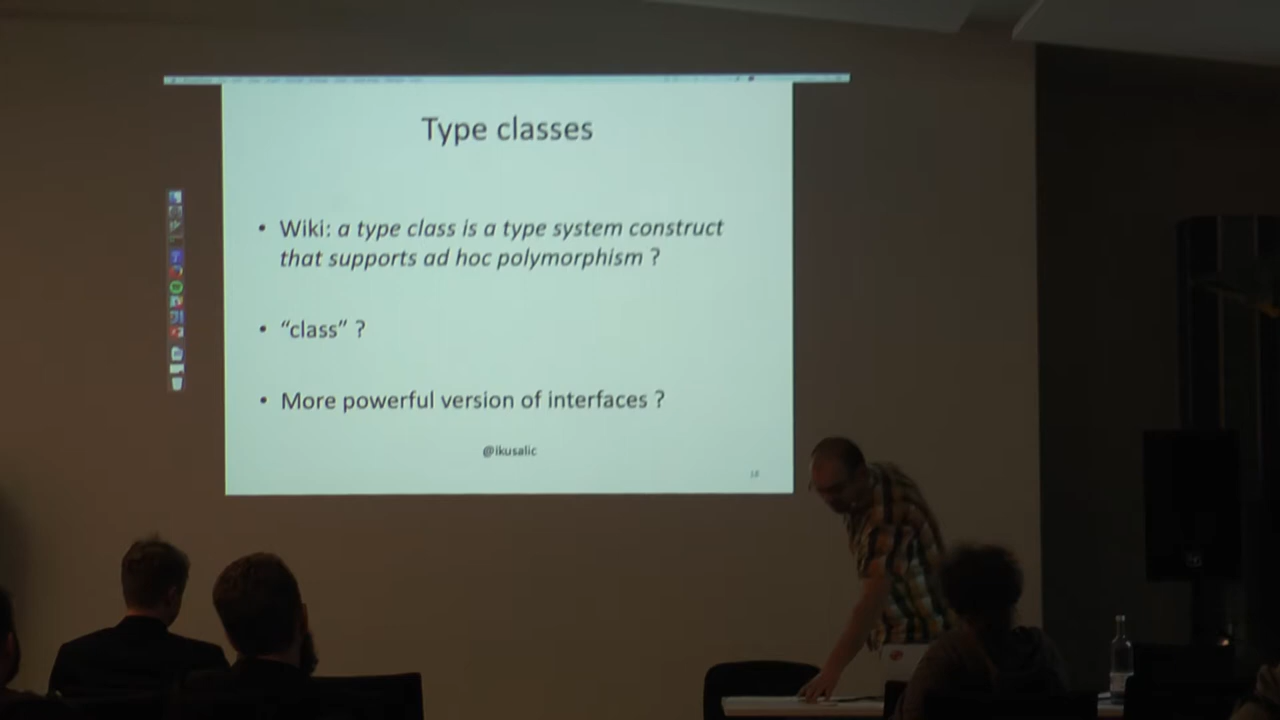 Type classes
• Wiki: a type class is a type system construct
that supports ad hoc polymorphism ?
• “class” ?
• More powerful version of interfaces ?
@ikusalic